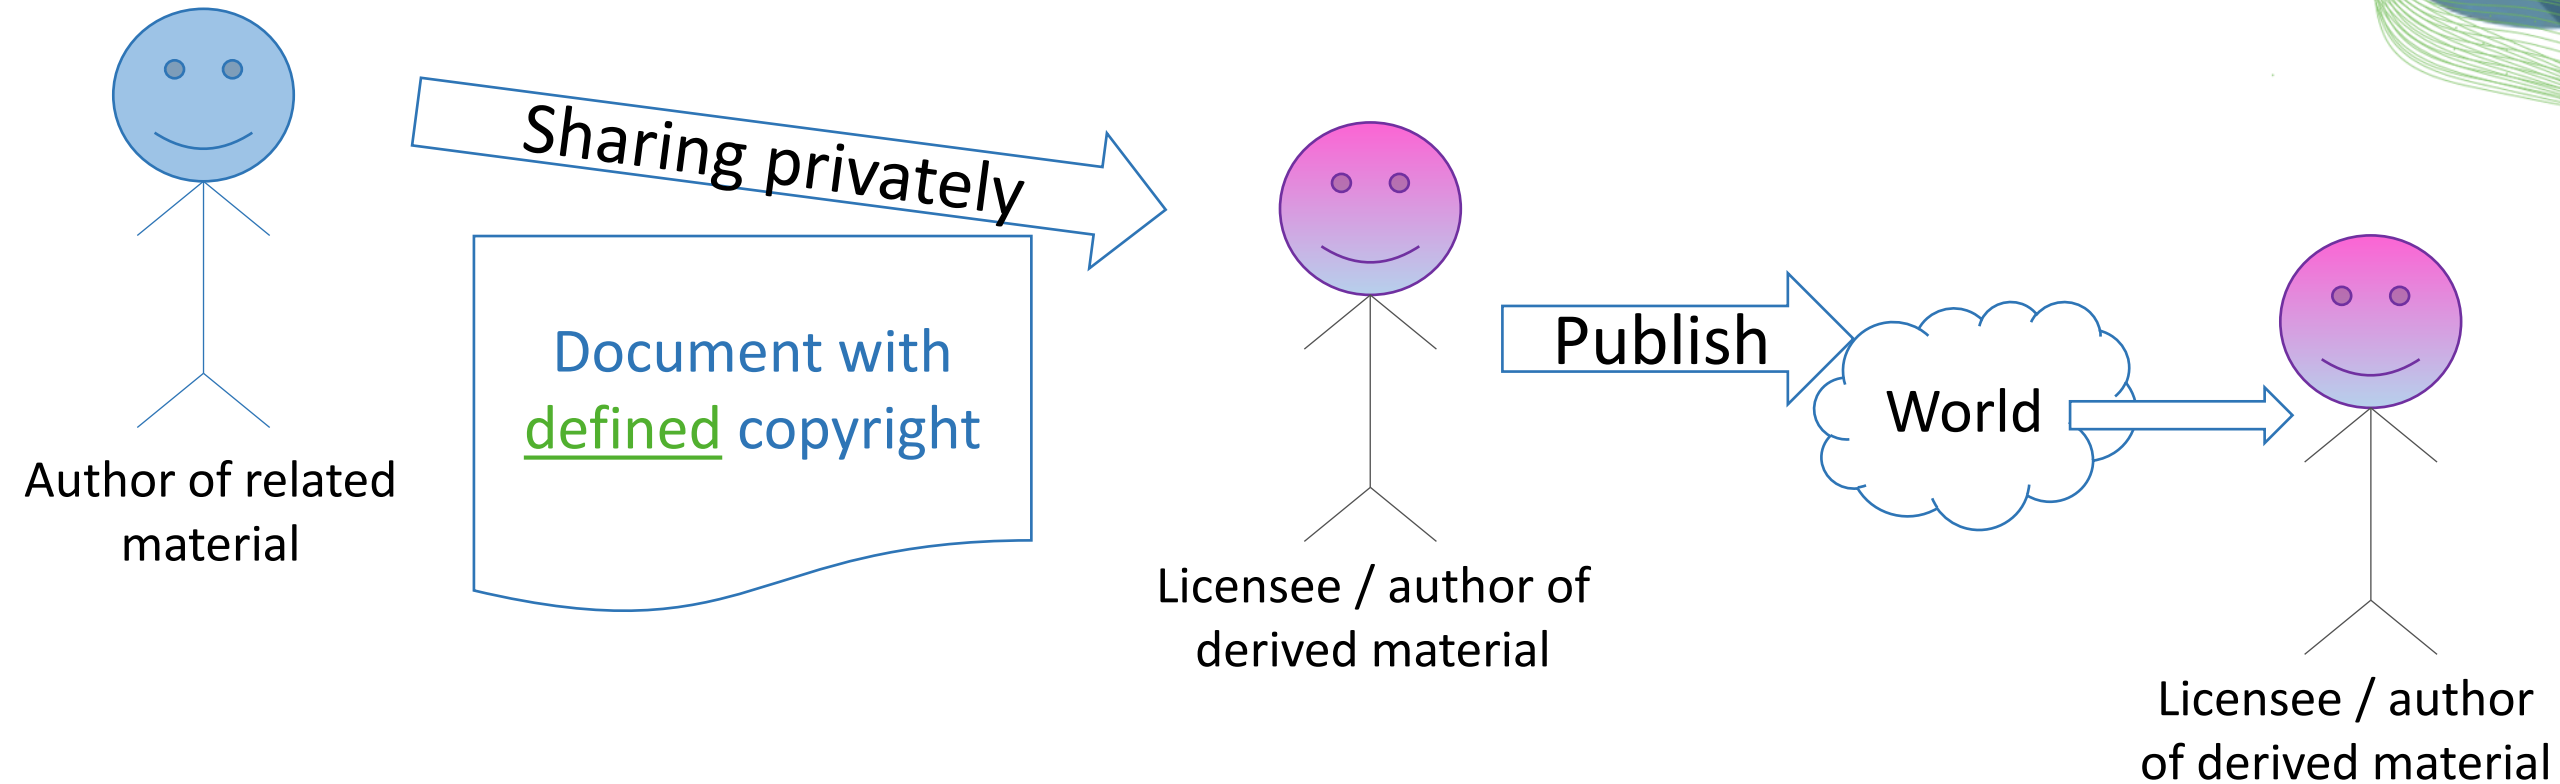 Sharing privately
Document with
defined copyright
Author of related
material
Publish
World
Licensee / author of
derived material
Licensee / author
of derived material